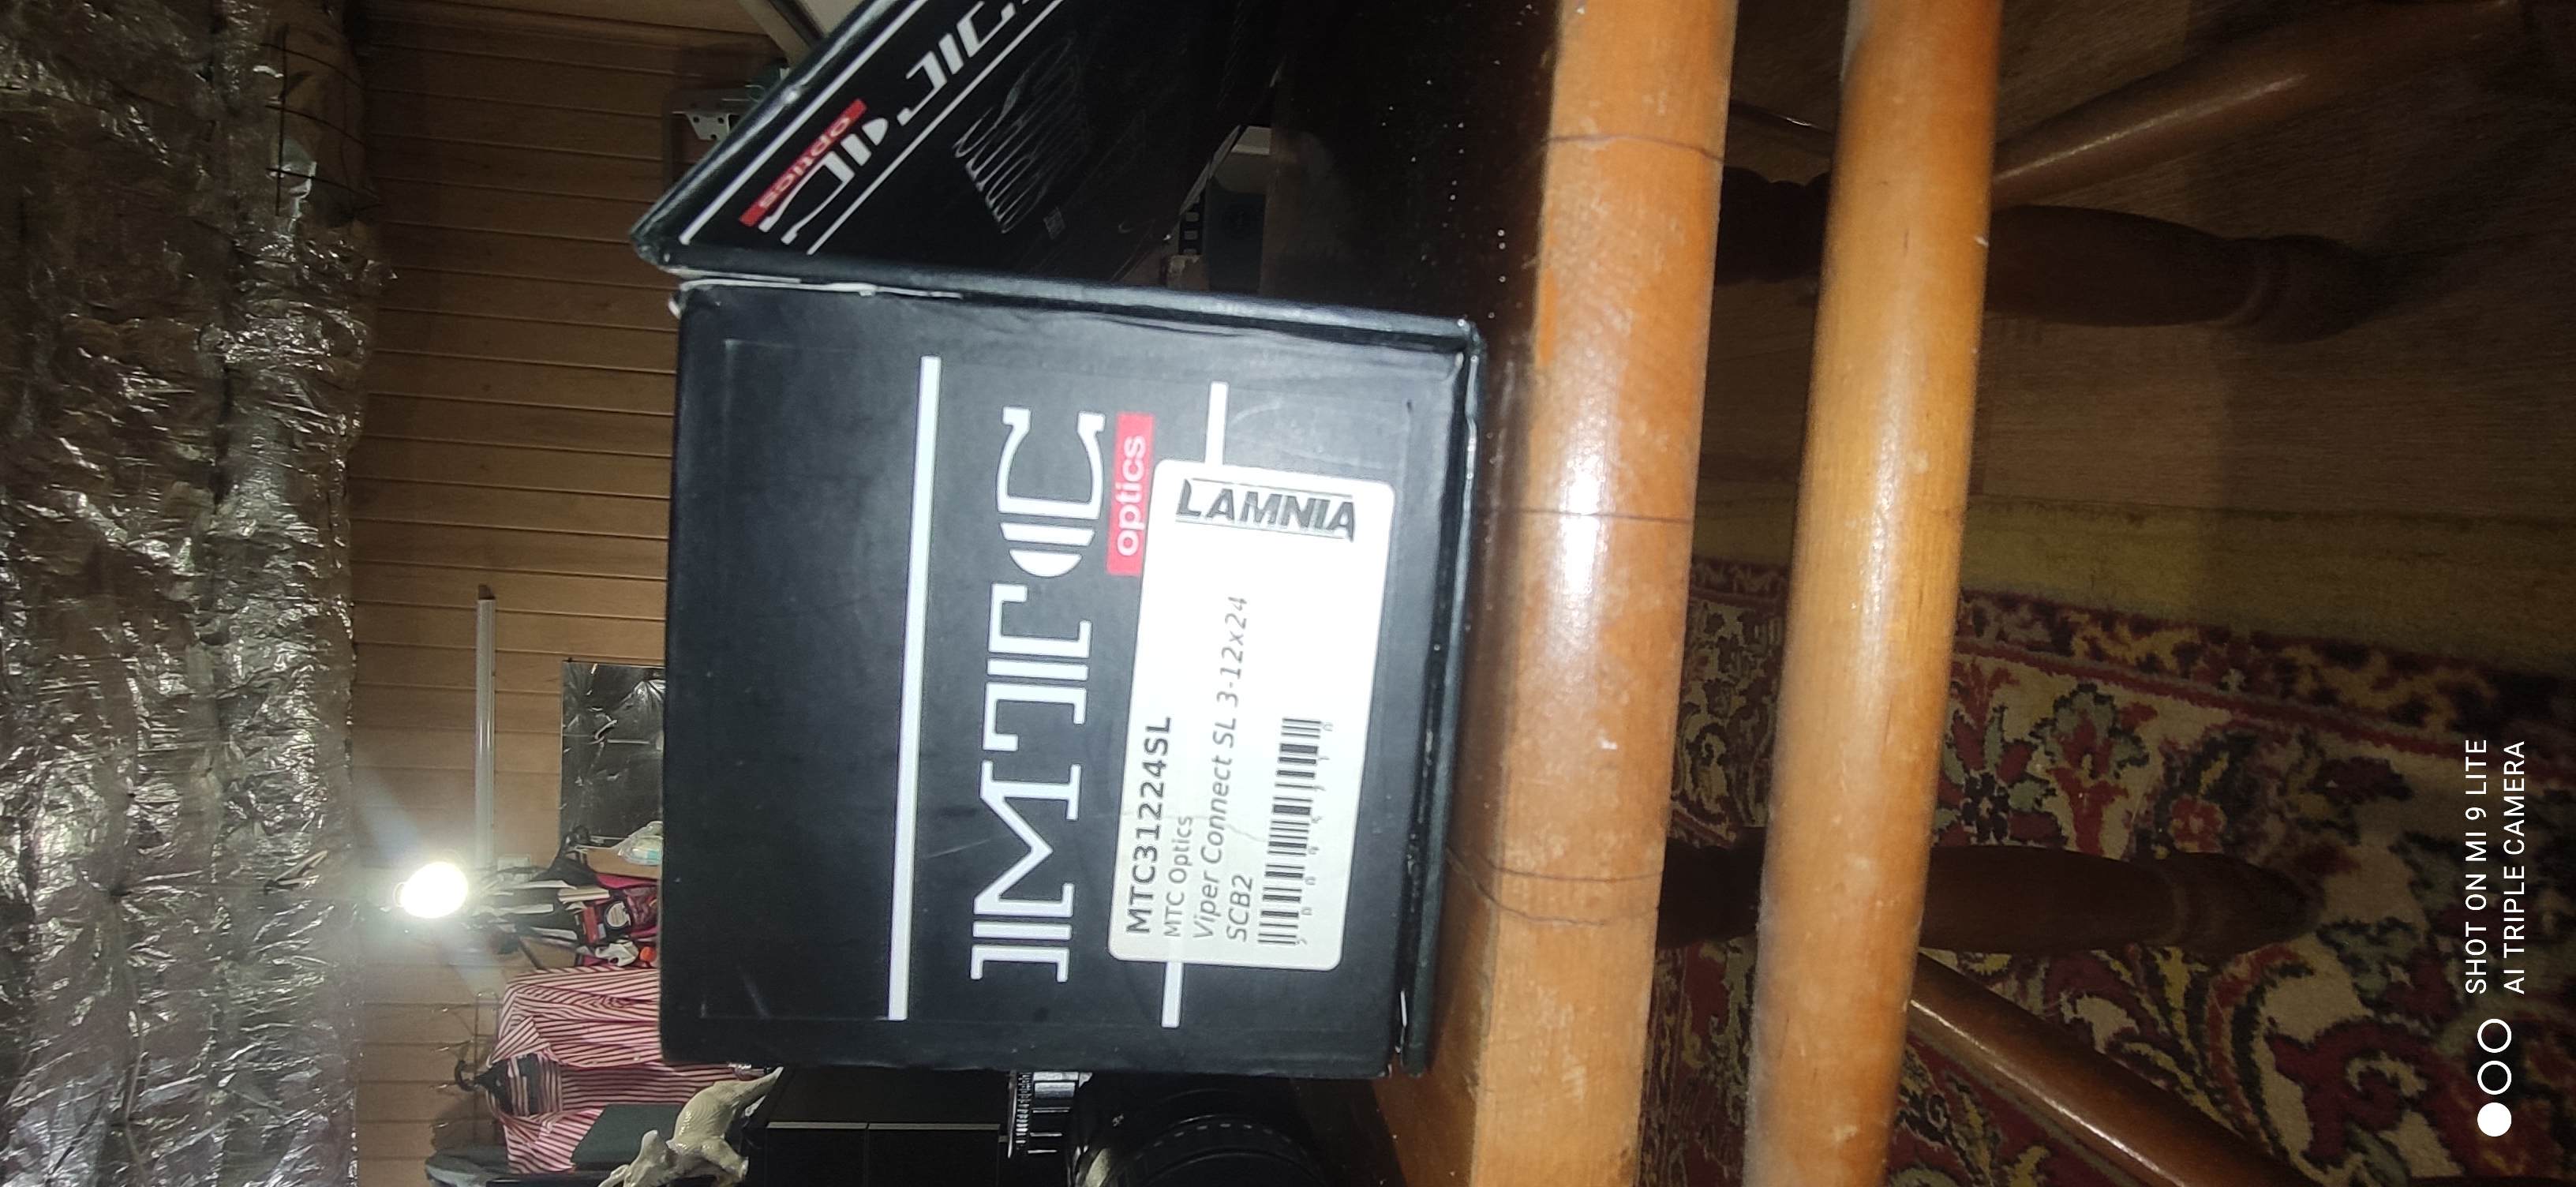 MTC
optics
LAMNIA
MTC31224SL
MTC Optics
Viper Connect SL 3-12x24
SCB2
optics
SHOT ON MI 9 LITE
AI TRIPLE CAMERA